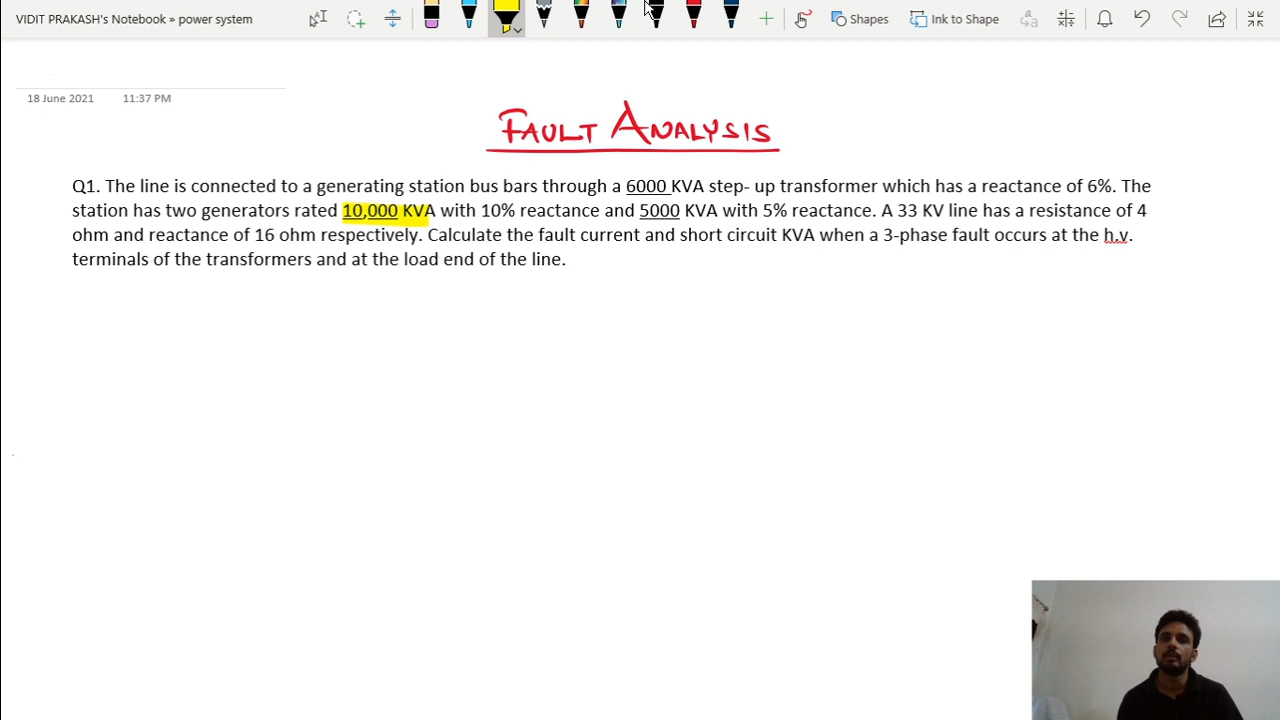 VIDIT PRAKASH's Notebook » power system
Shapes
Ink to Shape
18 June 2021 11:37 PM
FAULT ANALYSIS
Q1. The line is connected to a generating station bus bars through a 6000 KVA step- up transformer which has a reactance of 6%. The
station has two generators rated 10,000 KVA with 10% reactance and 5000 KVA with 5% reactance. A 33 KV line has a resistance of 4
ohm and reactance of 16 ohm respectively. Calculate the fault current and short circuit KVA when a 3-phase fault occurs at the h.v.
terminals of the transformers and at the load end of the line.